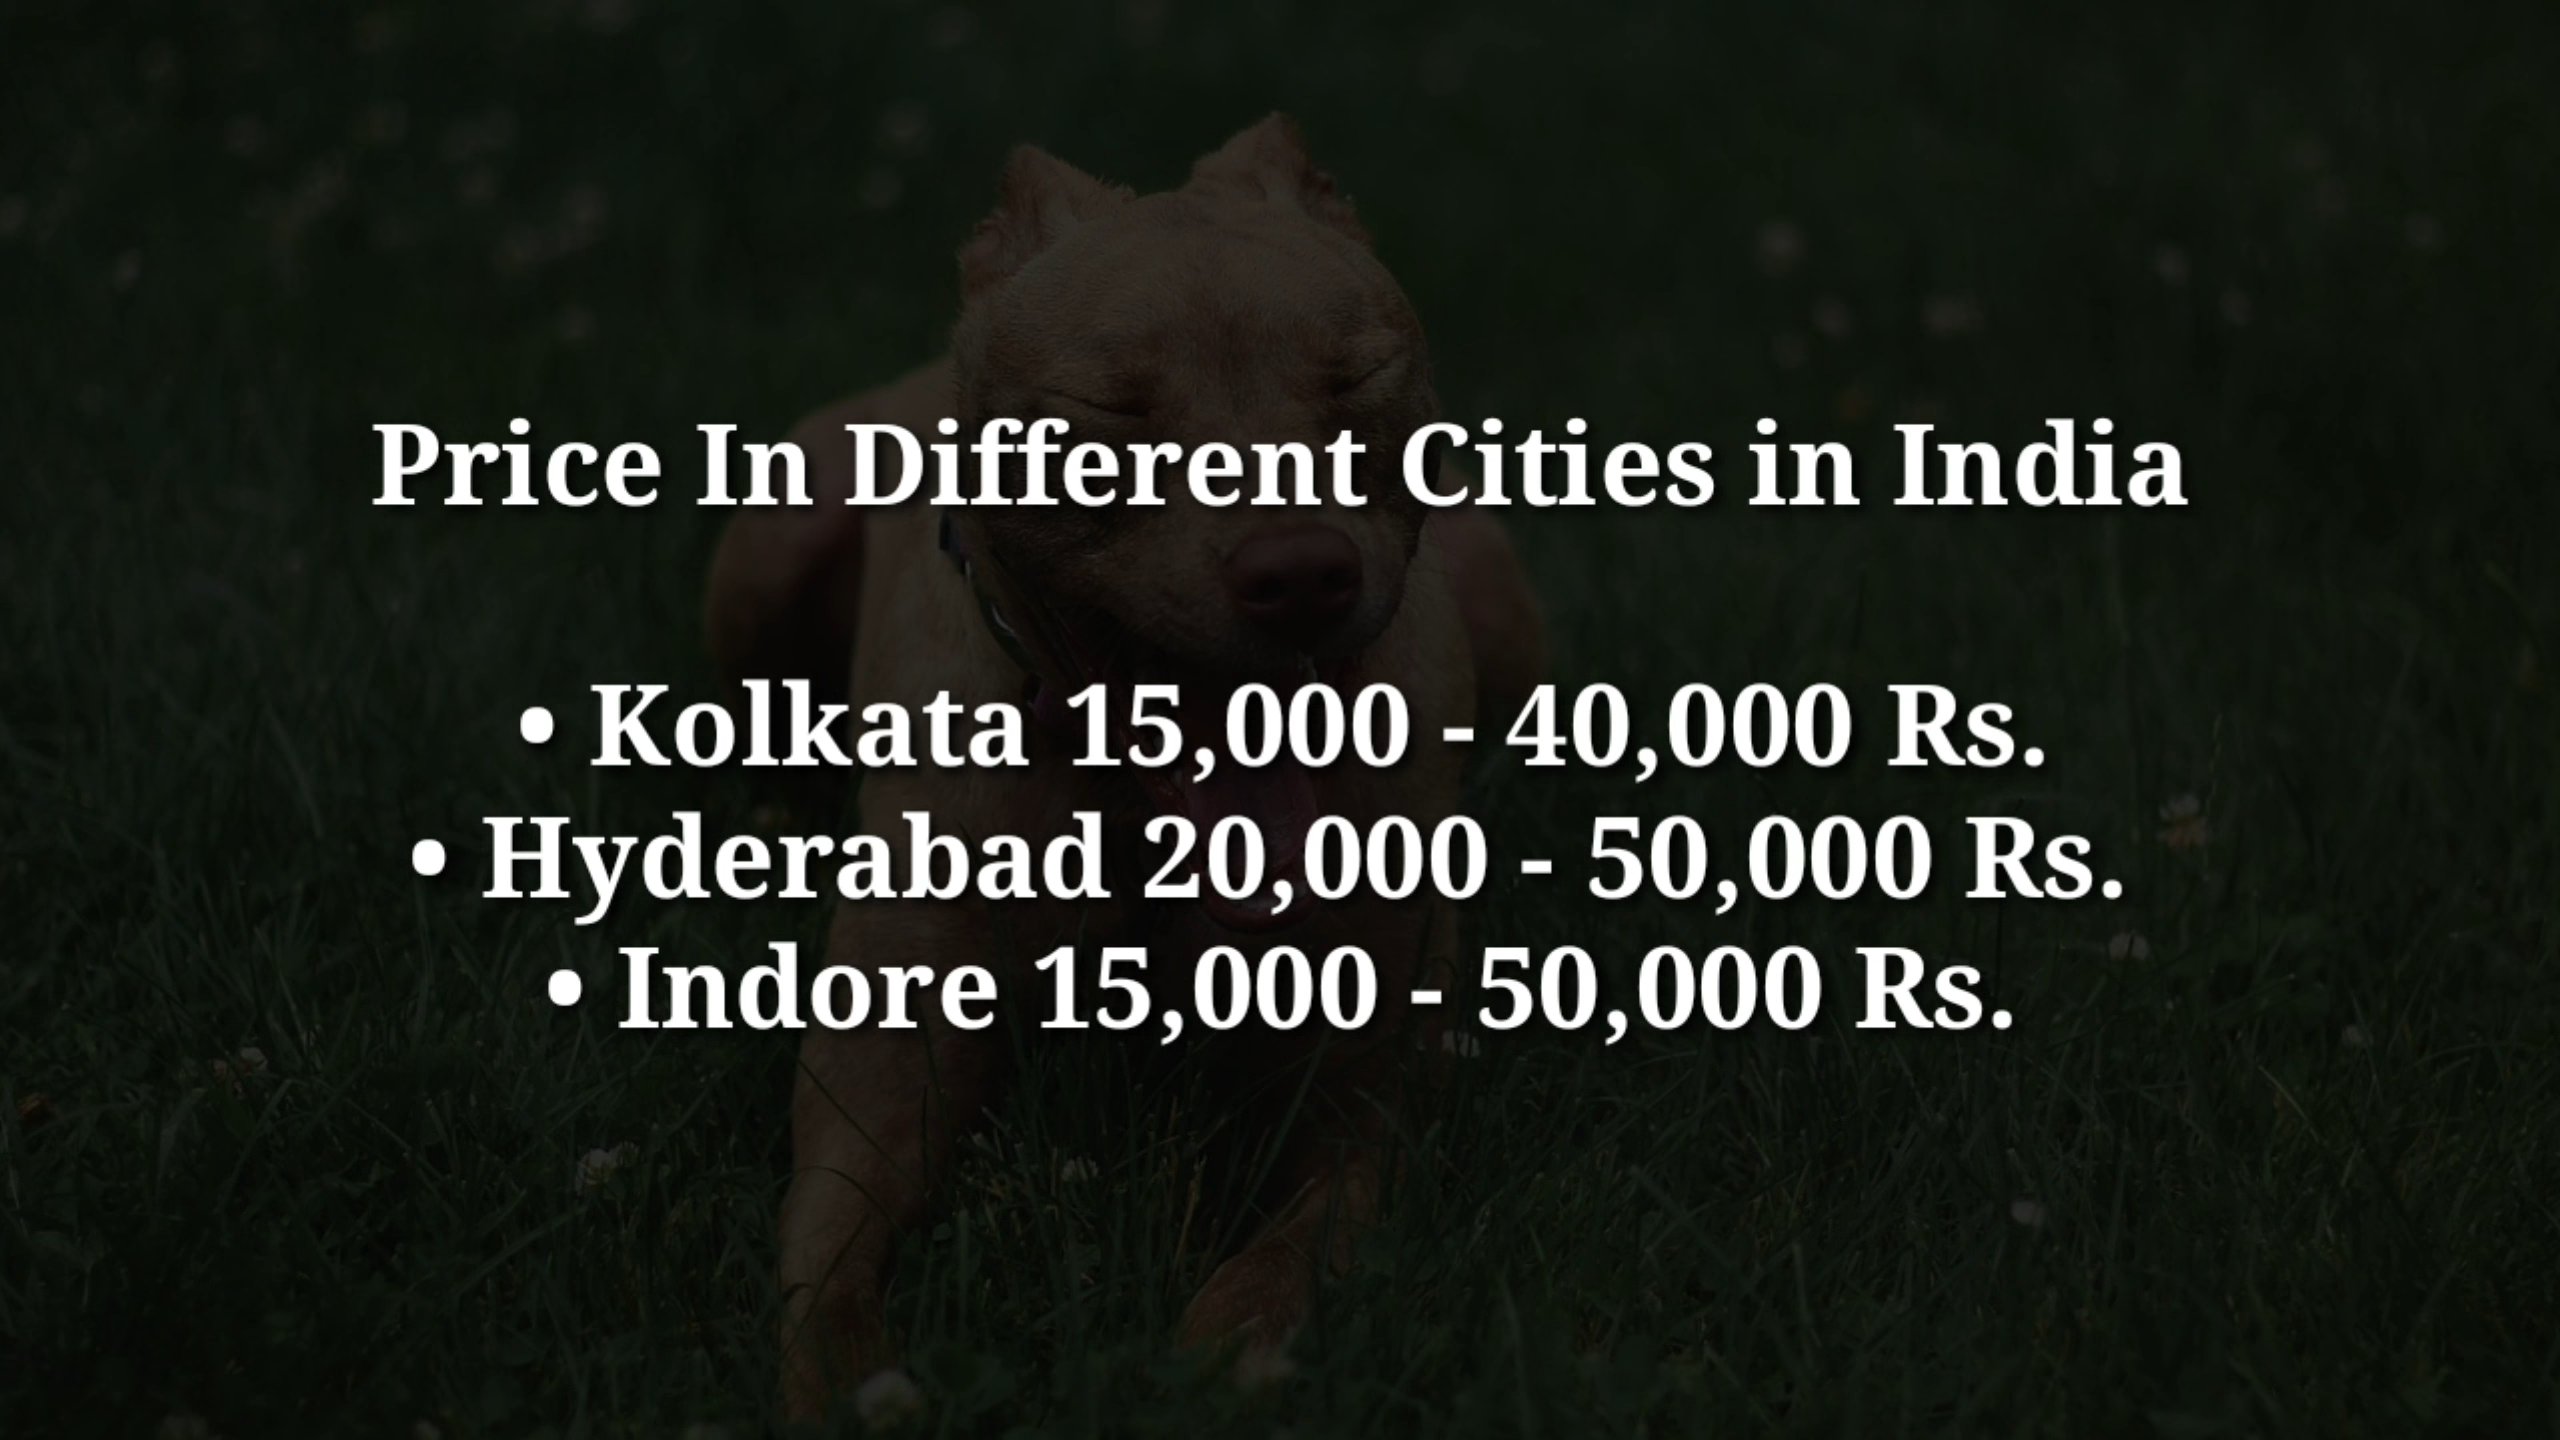 Price In Different Cities in India
• Kolkata 15,000 - 40,000 Rs.
• Hyderabad 20,000 - 50,000 Rs.
• Indore 15,000 - 50,000 Rs.